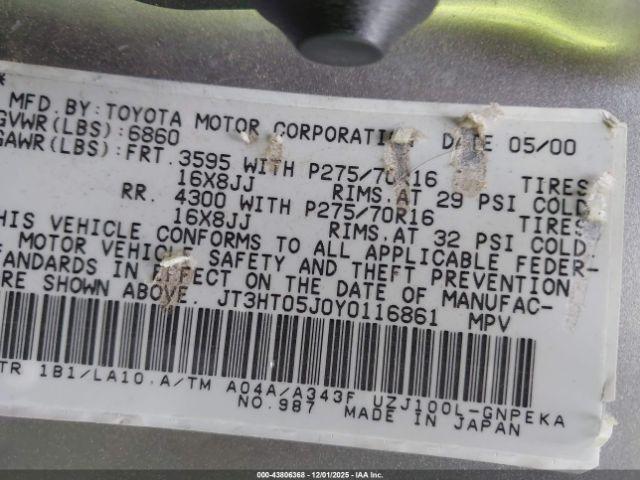 *
MFD.BY:TOYOTA MOTOR CORPORATION DATE 05/00
GVWR(LBS):6860
GAWR(LBS):FRT. 3595 WITH P275/70R16 TIRES
16X8JJ RIMS.AT 29 PSI COLD
RR. 4300 WITH P275/70R16 TIRES
16X8JJ RIMS.AT 32 PSI COLD.
HIS VEHICLE CONFORMS TO ALL APPLICABLE FEDER-
MOTOR VEHICLE SAFETY AND THEFT PREVENTION
TANDARDS IN EFFECT ON THE DATE OF MANUFAC-
RE SHOWN ABOVE. JT3HT05J0Y0116861 MPV
TR 1B1/LA10.A/TM A04A/A343F UZJ100L-GNPEKA
NO.987 MADE IN JAPAN
© 00-43806368 - 12/01/2025 - IAA Inc.